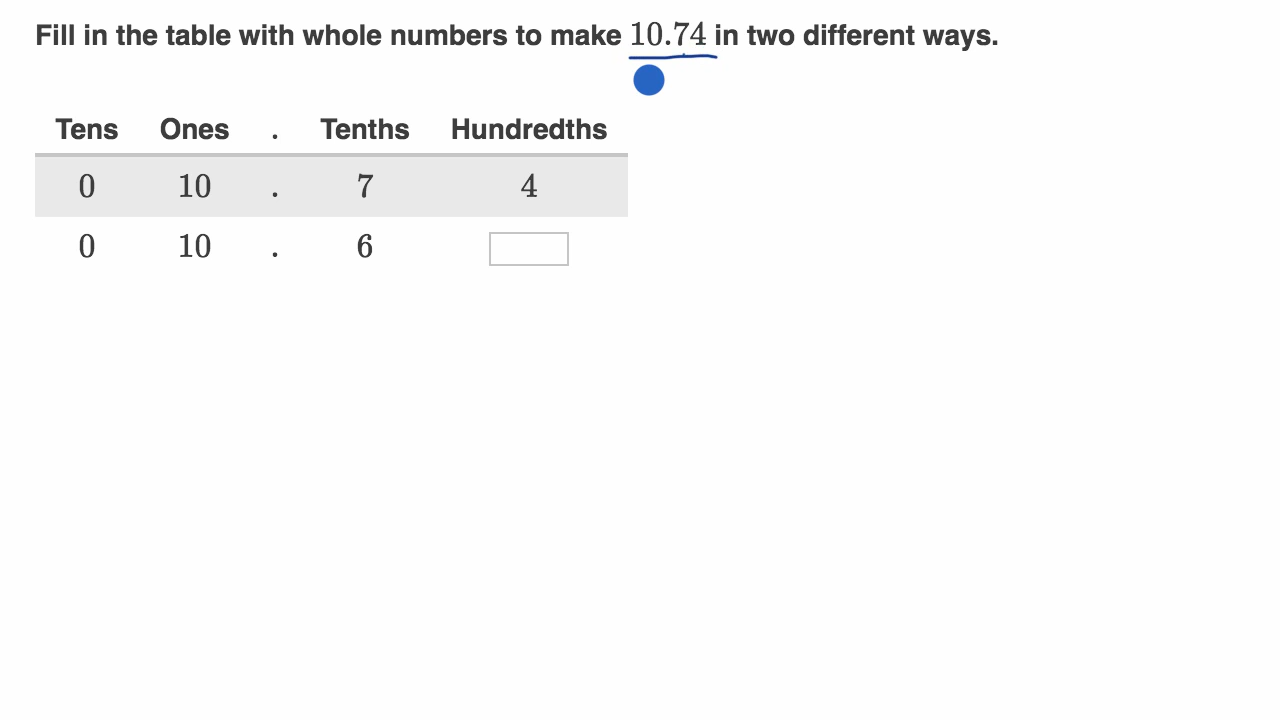 Fill in the table with whole numbers to make 10.74 in two different ways.
Tens Ones . Tenths Hundredths
0 10 . 7 4
0 10 . 6